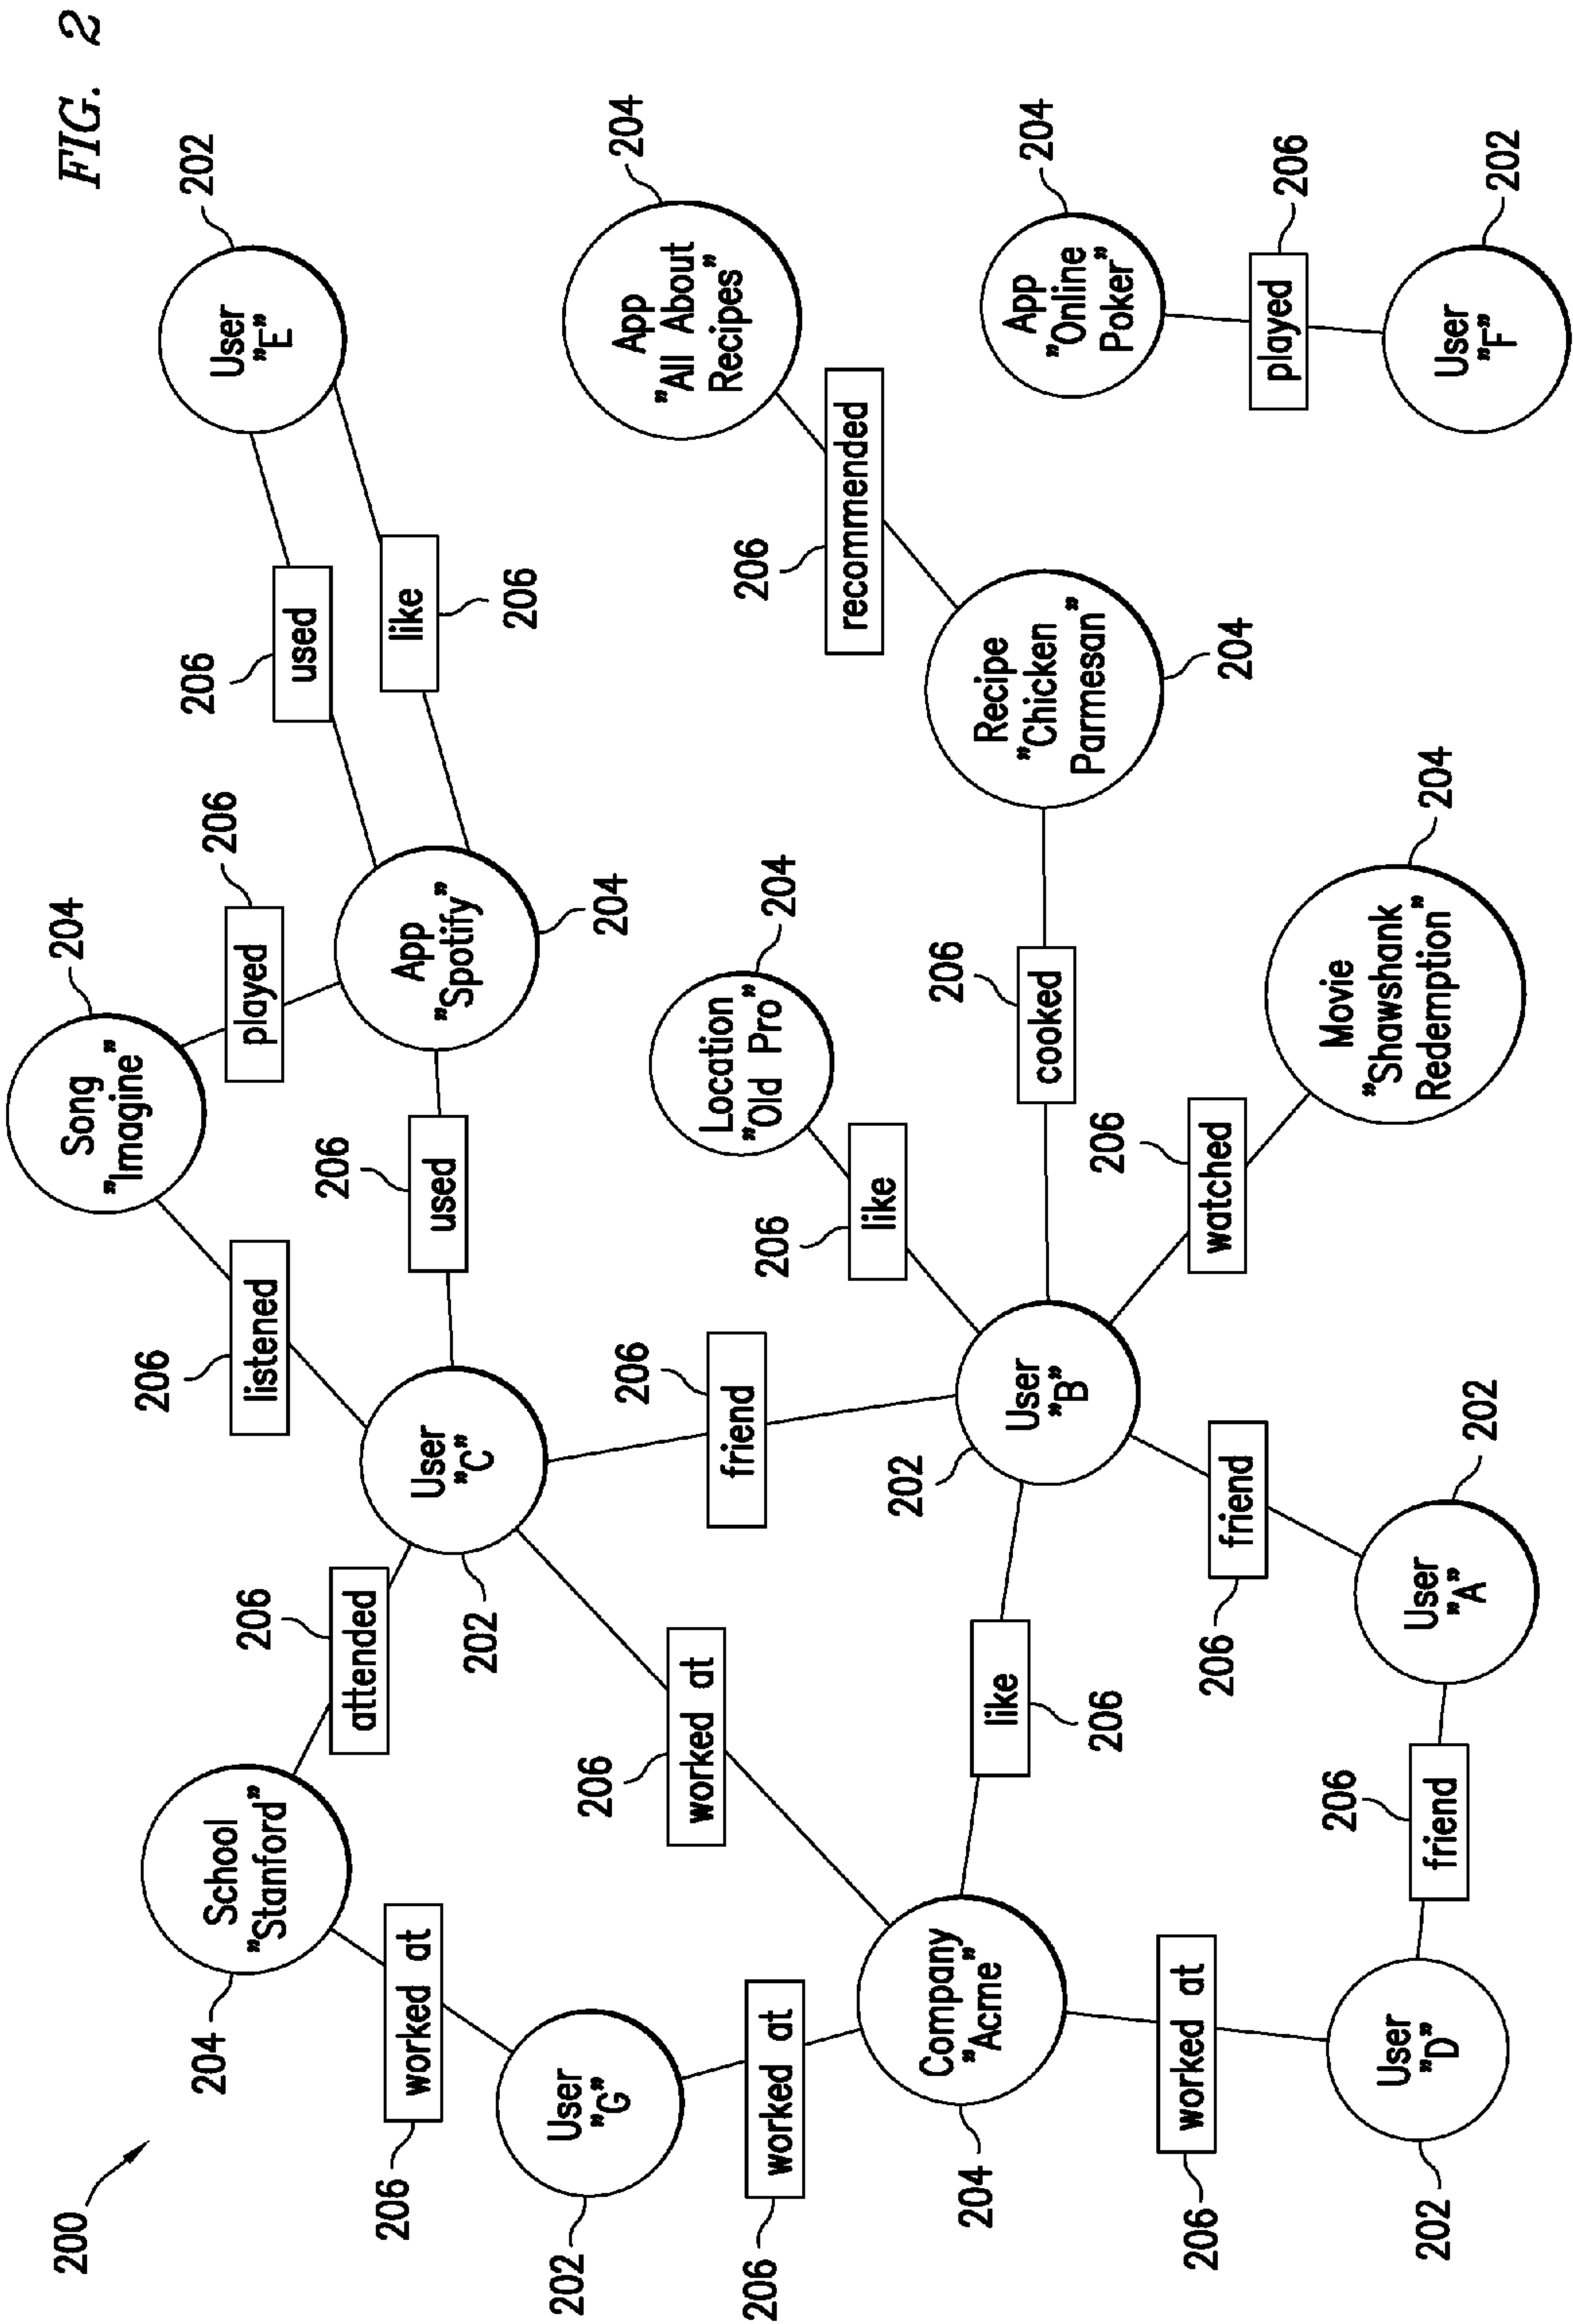 FIG. 2
200
204
Song
”Imagine”
206
listened
206
played
202
User
”E”
204
School
”Stanford”
206
attended
206
used
206
like
206
worked at
202
User
”C”
206
used
App
”Spotify”
204
202
User
”G”
202
206
friend
204
App
”All About
Recipes”
206
worked at
206
worked at
206
like
Location
”Old Pro”
204
206
recommended
204
Company
”Acme”
like
206
202
User
”B”
206
cooked
Recipe
”Chicken
Parmesan”
204
204
App
”Online
Poker”
206
worked at
206
friend
206
watched
206
played
202
User
”D”
206
friend
User
”A”
202
Movie
”Shawshank
Redemption”
204
User
”F”
202